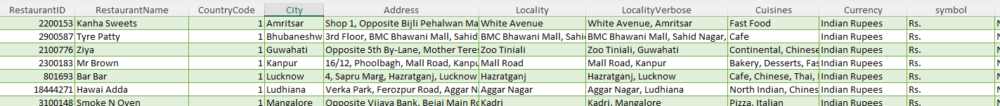 RestaurantID RestaurantName CountryCode City Address Locality LocalityVerbose Cuisines Currency symbol
2200153 Kanha Sweets 1 Amritsar Shop 1, Opposite Bijli Pehalwan Ma White Avenue White Avenue, Amritsar Fast Food Indian Rupees Rs.
2900587 Tyre Patty 1 Bhubaneshwa 3rd Floor, BMC Bhawani Mall, Sahid BMC Bhawani Mall, Sahi BMC Bhawani Mall, Sahid Nagar, Cafe Indian Rupees Rs.
2100776 Ziya 1 Guwahati Opposite 5th By-Lane, Mother Teres Zoo Tiniali Zoo Tiniali, Guwahati Continental, Chinese Indian Rupees Rs.
2300183 Mr Brown 1 Kanpur 16/12, Phoolbagh, Mall Road, Kanpu Mall Road Mall Road, Kanpur Bakery, Desserts, Fas Indian Rupees Rs.
801693 Bar Bar 1 Lucknow 4, Sapru Marg, Hazratganj, Lucknow Hazratganj Hazratganj, Lucknow Cafe, Chinese, Thai, Indian Rupees Rs.
18444271 Hawai Adda 1 Ludhiana Verka Park, Ferozpur Road, Aggar N Aggar Nagar Aggar Nagar, Ludhiana North Indian, Chines Indian Rupees Rs.
3100148 Smoke N Oven 1 Mangalore Opposite Vijaya Bank, Bejai Main Ro Kadri Kadri, Mangalore Pizza, Italian Indian Rupees Rs.